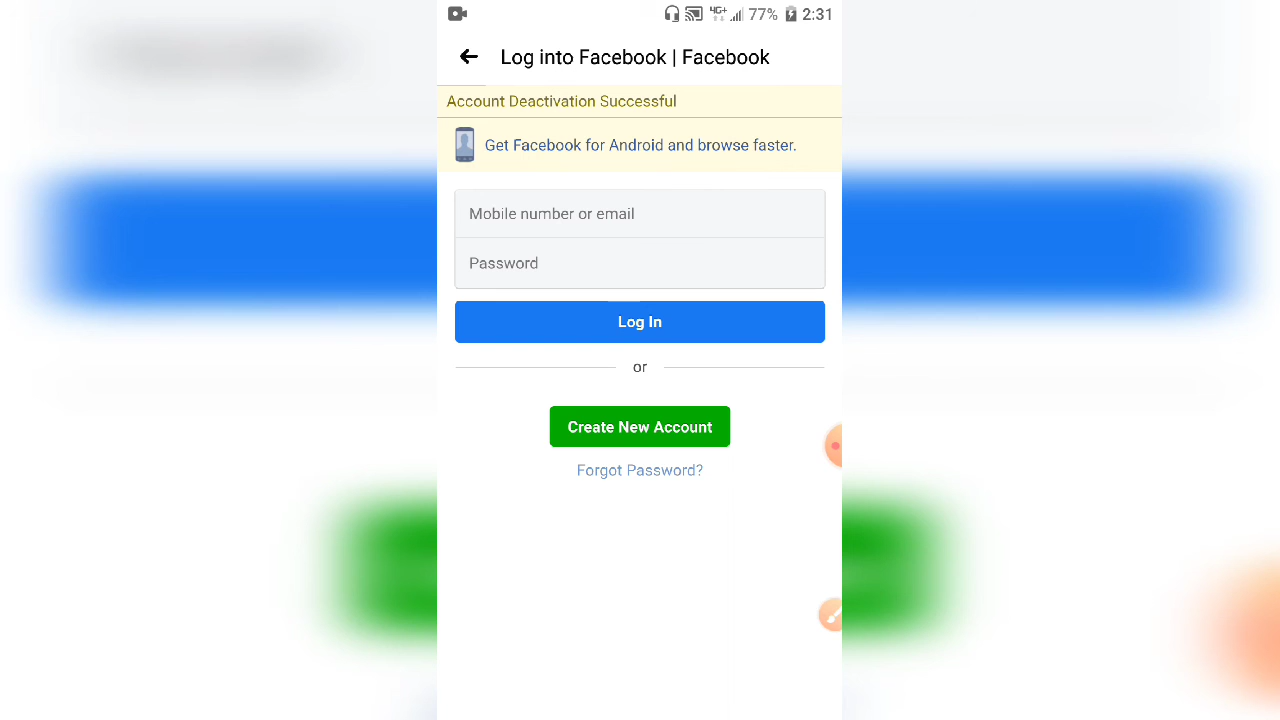 4G+ 77% 2:31
Log into Facebook | Facebook
Account Deactivation Successful
Get Facebook for Android and browse faster.
Mobile number or email
Password
Log In
or
Create New Account
Forgot Password?